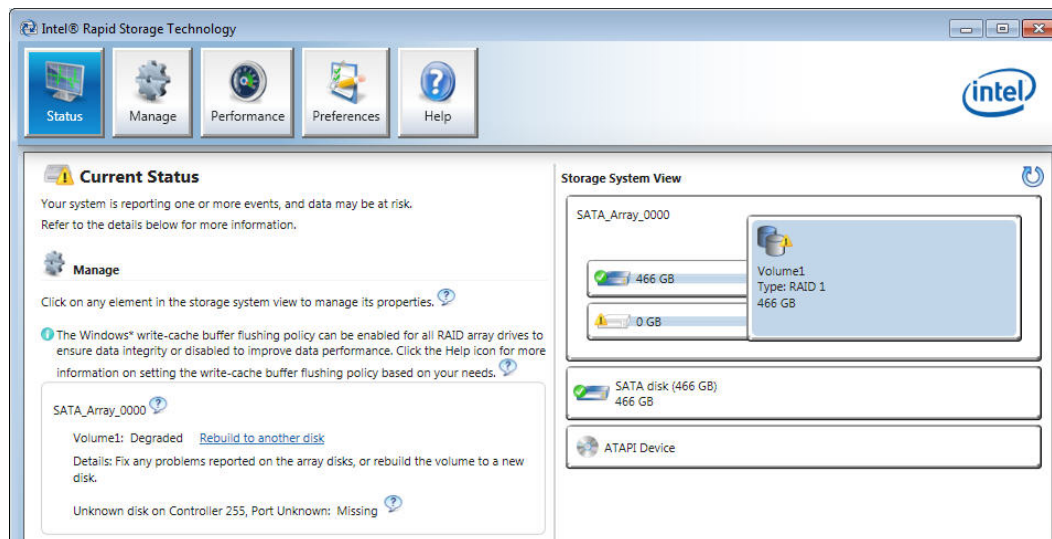 Intel® Rapid Storage Technology
Status
Manage
Performance
Preferences
Help
intel
Current Status
Your system is reporting one or more events, and data may be at risk.
Refer to the details below for more information.
Manage
Click on any element in the storage system view to manage its properties.
The Windows* write-cache buffer flushing policy can be enabled for all RAID array drives to
ensure data integrity or disabled to improve data performance. Click the Help icon for more
information on setting the write-cache buffer flushing policy based on your needs.
SATA_Array_0000
Volume1: Degraded Rebuild to another disk
Details: Fix any problems reported on the array disks, or rebuild the volume to a new
disk.
Unknown disk on Controller 255, Port Unknown: Missing
Storage System View
SATA_Array_0000
466 GB
0 GB
Volume1
Type: RAID 1
466 GB
SATA disk (466 GB)
466 GB
ATAPI Device